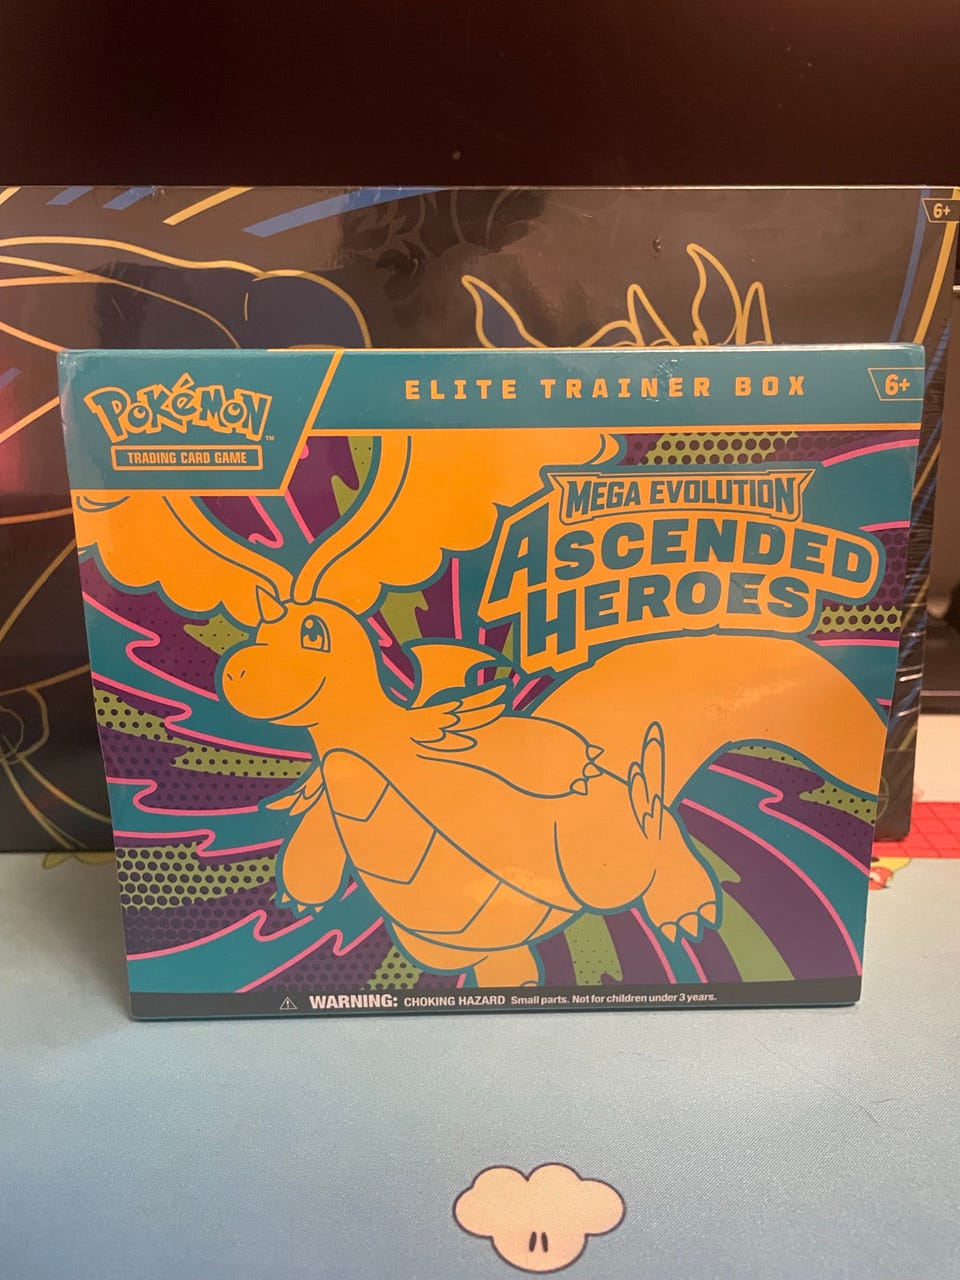 6+
ELITE TRAINER BOX
6+
POKéMON
TM
TRADING CARD GAME
MEGA EVOLUTION
ASCENDED
HEROES
WARNING: CHOKING HAZARD Small parts. Not for children under 3 years.